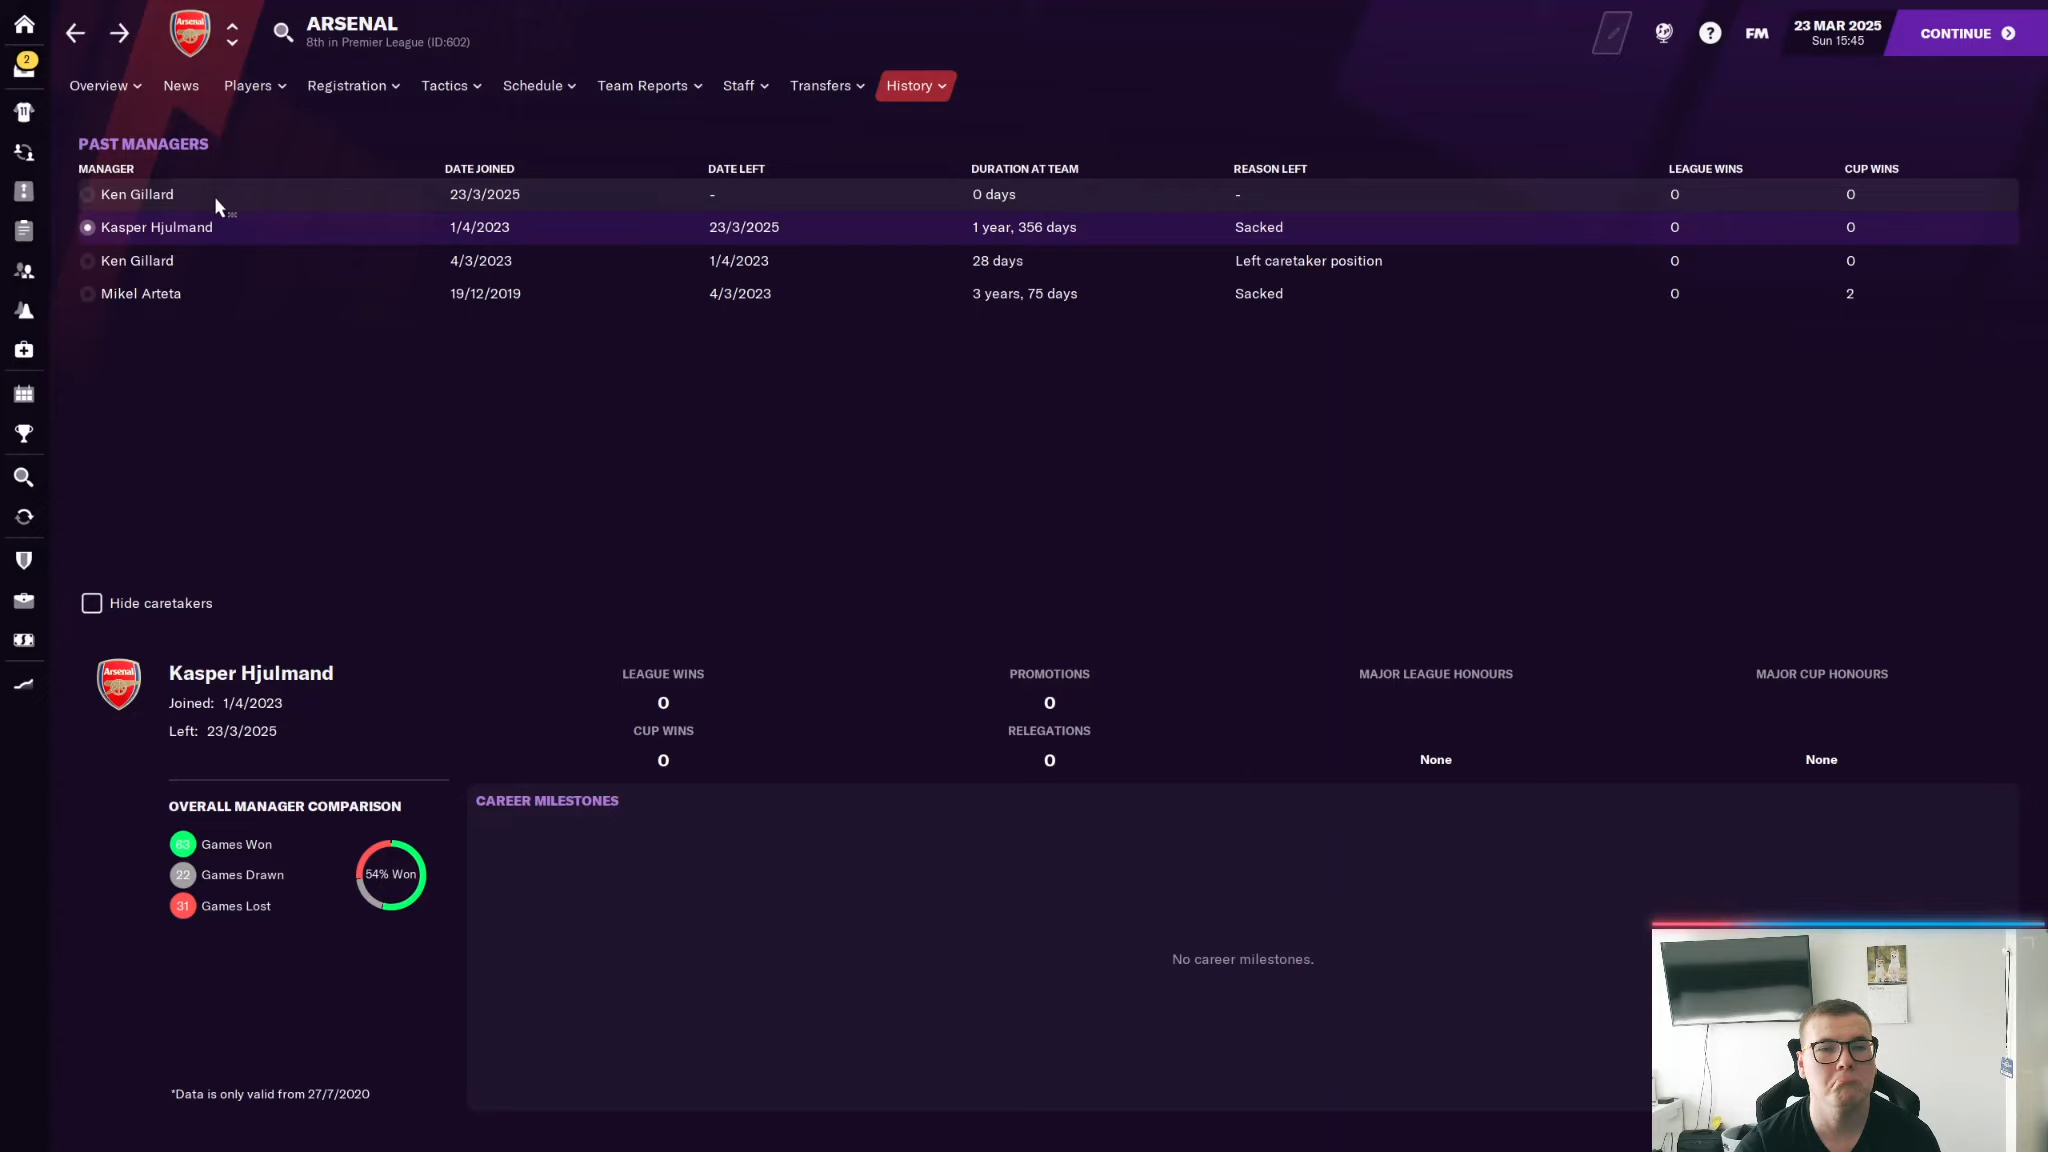 ARSENAL
8th in Premier League (ID:602)
2
FM
23 MAR 2025
Sun 15:45
CONTINUE
Overview
News
Players
Registration
Tactics
Schedule
Team Reports
Staff
Transfers
History
PAST MANAGERS
MANAGER DATE JOINED DATE LEFT DURATION AT TEAM REASON LEFT LEAGUE WINS CUP WINS
Ken Gillard 23/3/2025 - 0 days - 0 0
Kasper Hjulmand 1/4/2023 23/3/2025 1 year, 356 days Sacked 0 0
Ken Gillard 4/3/2023 1/4/2023 28 days Left caretaker position 0 0
Mikel Arteta 19/12/2019 4/3/2023 3 years, 75 days Sacked 0 2
Hide caretakers
Arsenal
Kasper Hjulmand
Joined: 1/4/2023
Left: 23/3/2025
LEAGUE WINS
0
CUP WINS
0
PROMOTIONS
0
RELEGATIONS
0
MAJOR LEAGUE HONOURS
None
MAJOR CUP HONOURS
None
OVERALL MANAGER COMPARISON
63 Games Won
22 Games Drawn
31 Games Lost
54% Won
*Data is only valid from 27/7/2020
CAREER MILESTONES
No career milestones.